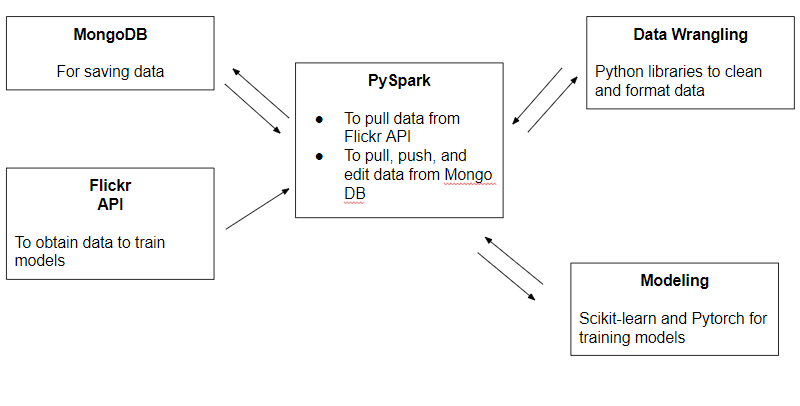 MongoDB
For saving data
Flickr
API
To obtain data to train
models
PySpark
● To pull data from
Flickr API
● To pull, push, and
edit data from Mongo
DB
Data Wrangling
Python libraries to clean
and format data
Modeling
Scikit-learn and Pytorch for
training models